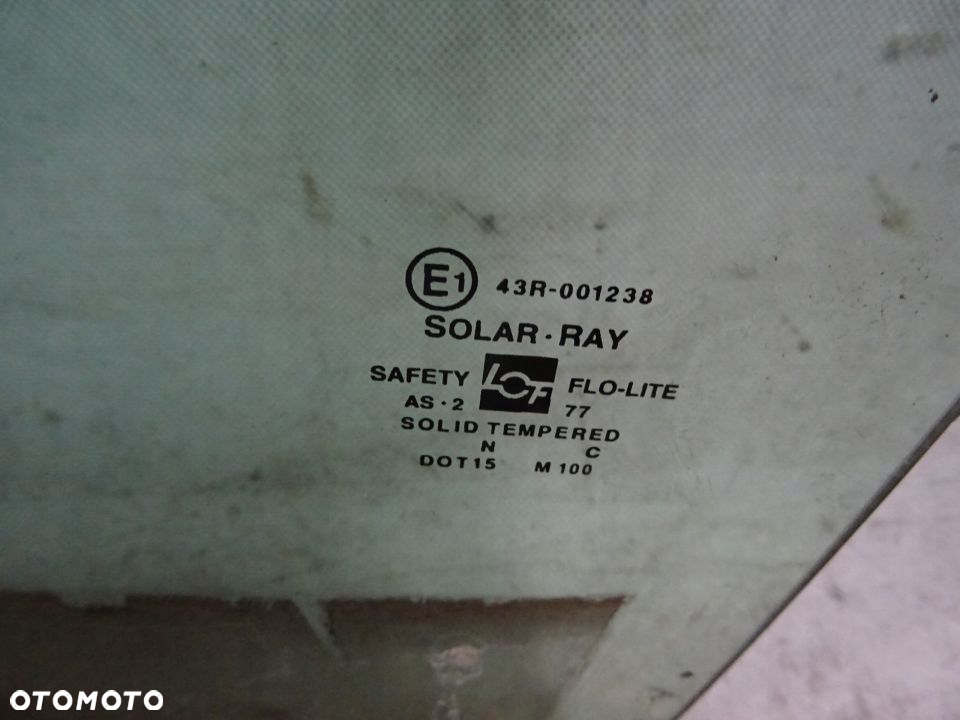 E1 43R-001238
SOLAR·RAY
SAFETY LOF FLO-LITE
AS·2 77
SOLID TEMPERED
N C
DOT15 M100
OTOMOTO